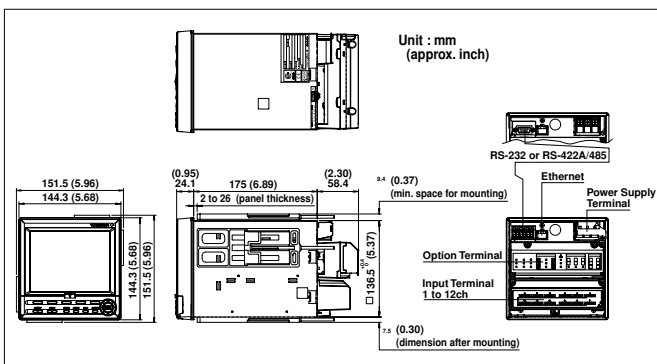 Unit : mm
(approx. inch)
RS-232 or RS-422A/485
Ethernet
Power Supply
Terminal
Option Terminal
Input Terminal
1 to 12ch
151.5 (5.96)
144.3 (5.68)
144.3 (5.68)
151.5 (5.96)
(0.95)
24.1
175 (6.89)
(2.30)
58.4
2 to 26 (panel thickness)
9.4 (0.37)
(min. space for mounting)
□136.5 +0.4 0 (5.37)
7.5 (0.30)
(dimension after mounting)